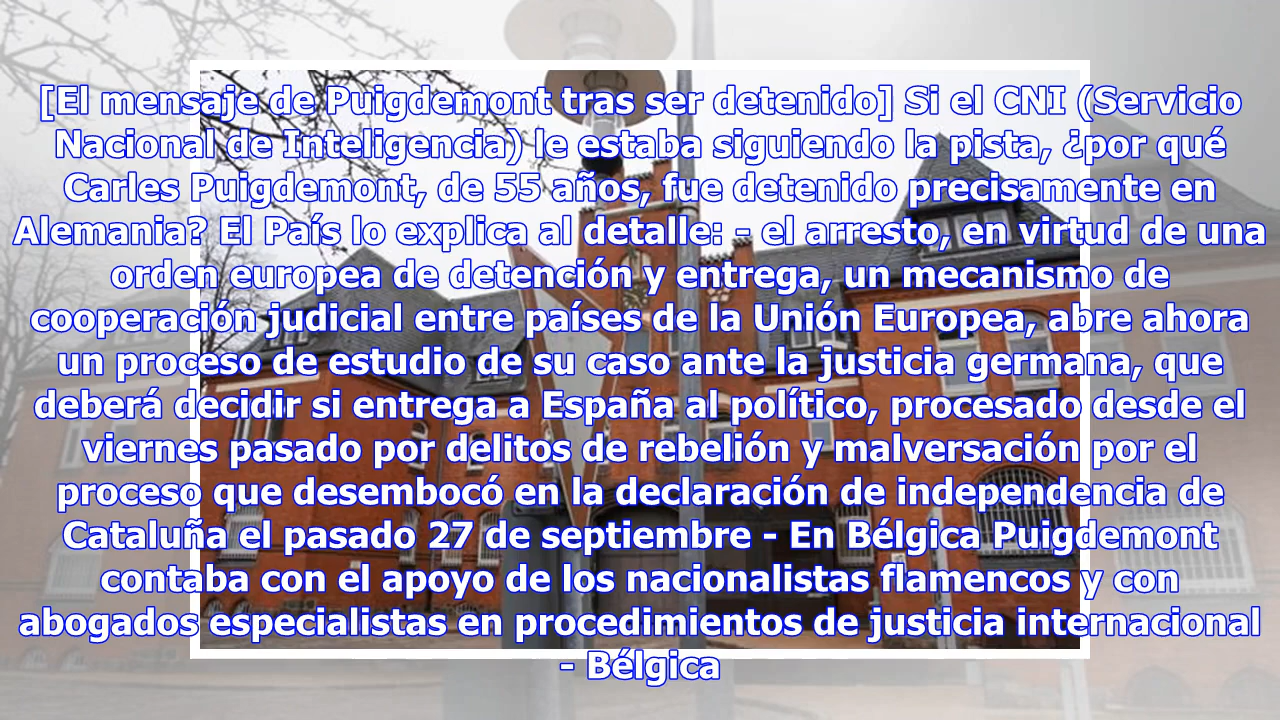 [El mensaje de Puigdemont tras ser detenido] Si el CNI (Servicio
Nacional de Inteligencia) le estaba siguiendo la pista, ¿por qué
Carles Puigdemont, de 55 años, fue detenido precisamente en
Alemania? El País lo explica al detalle: - el arresto, en virtud de una
orden europea de detención y entrega, un mecanismo de
cooperación judicial entre países de la Unión Europea, abre ahora
un proceso de estudio de su caso ante la justicia germana, que
deberá decidir si entrega a España al político, procesado desde el
viernes pasado por delitos de rebelión y malversación por el
proceso que desembocó en la declaración de independencia de
Cataluña el pasado 27 de septiembre - En Bélgica Puigdemont
contaba con el apoyo de los nacionalistas flamencos y con
abogados especialistas en procedimientos de justicia internacional
- Bélgica